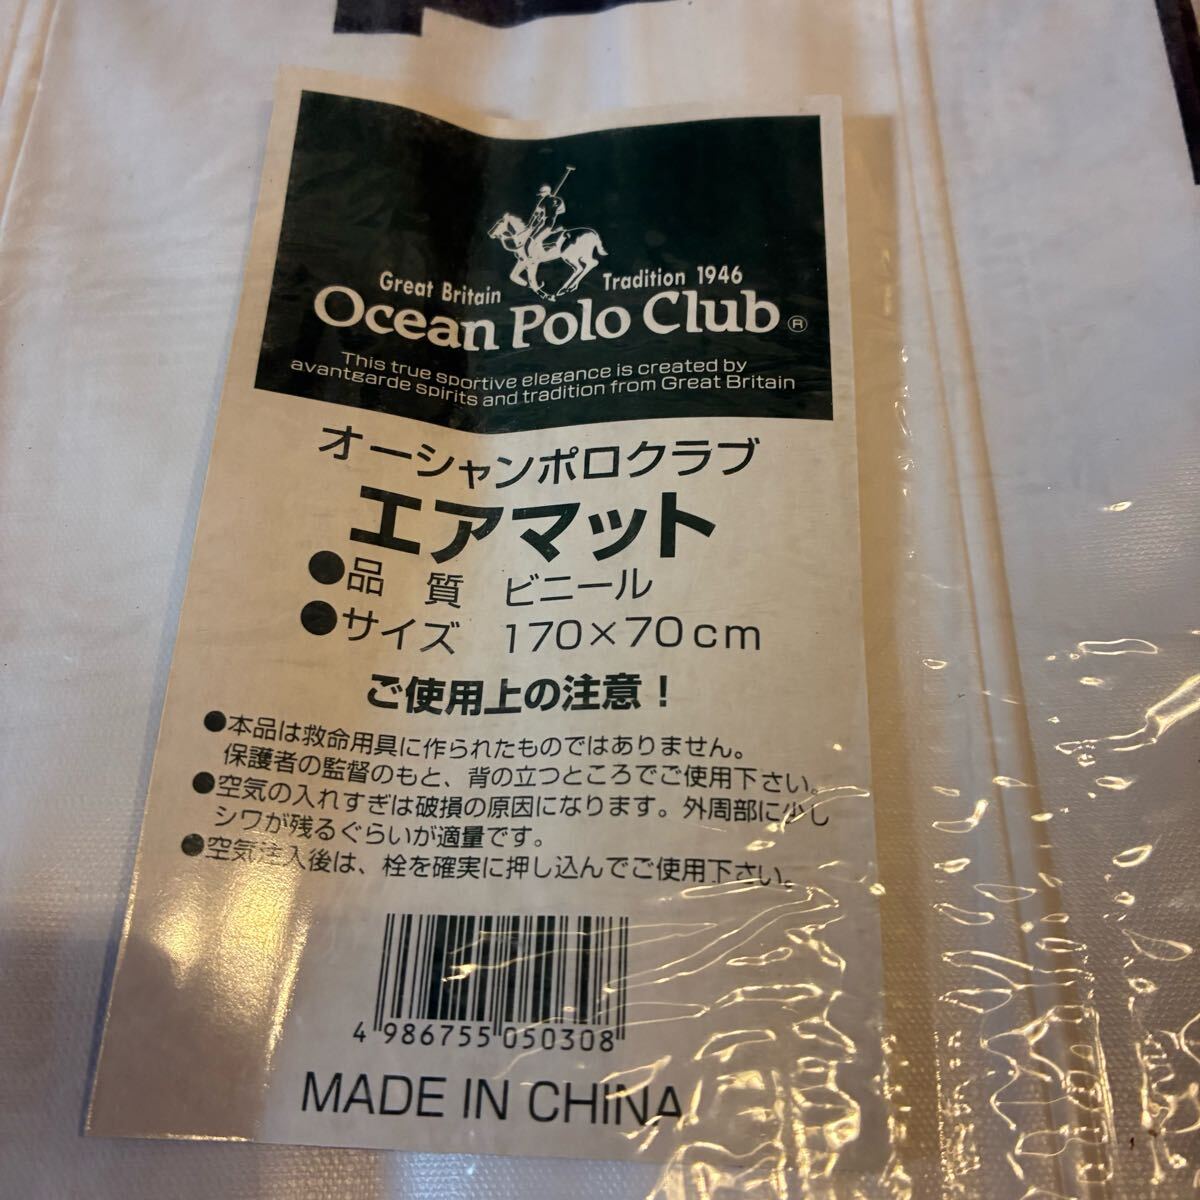 Great Britain Tradition 1946
Ocean Polo Club ®
This true sportive elegance is created by
avantgarde spirits and tradition from Great Britain
オーシャンポロクラブ
エアマット
●品 質 ビニール
●サイズ 170×70cm
ご使用上の注意!
●本品は救命用具に作られたものではありません。
保護者の監督のもと、背の立つところでご使用下さい。
●空気の入れすぎは破損の原因になります。外周部に少し
シワが残るぐらいが適量です。
●空気注入後は、栓を確実に押し込んでご使用下さい。
4 986755 050308
MADE IN CHINA